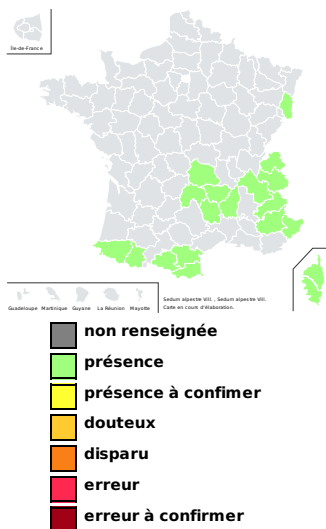 Île-de-France
Guadeloupe Martinique Guyane La Réunion Mayotte
Sedum alpestre Vill. , Sedum alpestre Vill.
Carte en cours d'élaboration.
non renseignée
présence
présence à confimer
douteux
disparu
erreur
erreur à confirmer